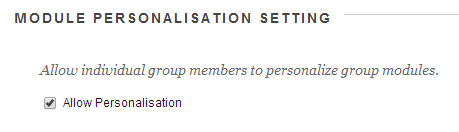 MODULE PERSONALISATION SETTING
Allow individual group members to personalize group modules.
Allow Personalisation